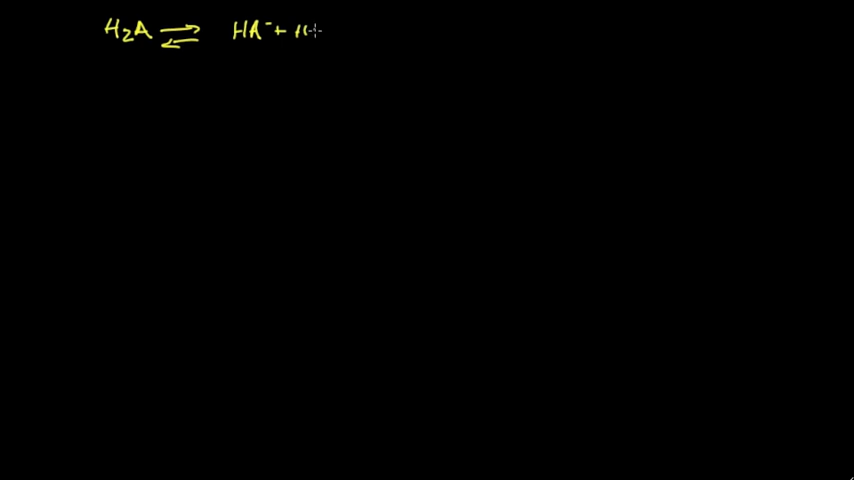 H₂A ⇌ HA⁻ +